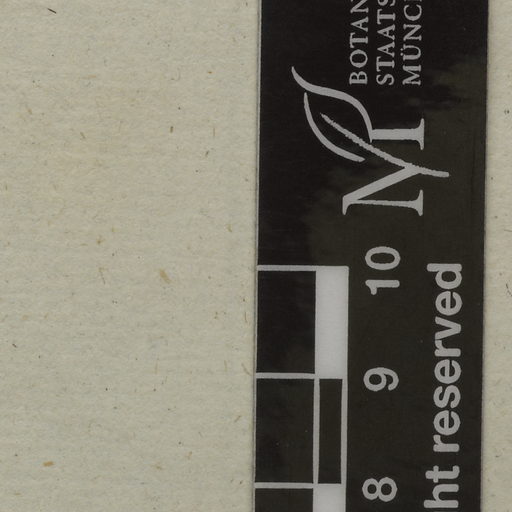 BOTAN
STAATS
MÜNC
M
10
9
8
ht reserved